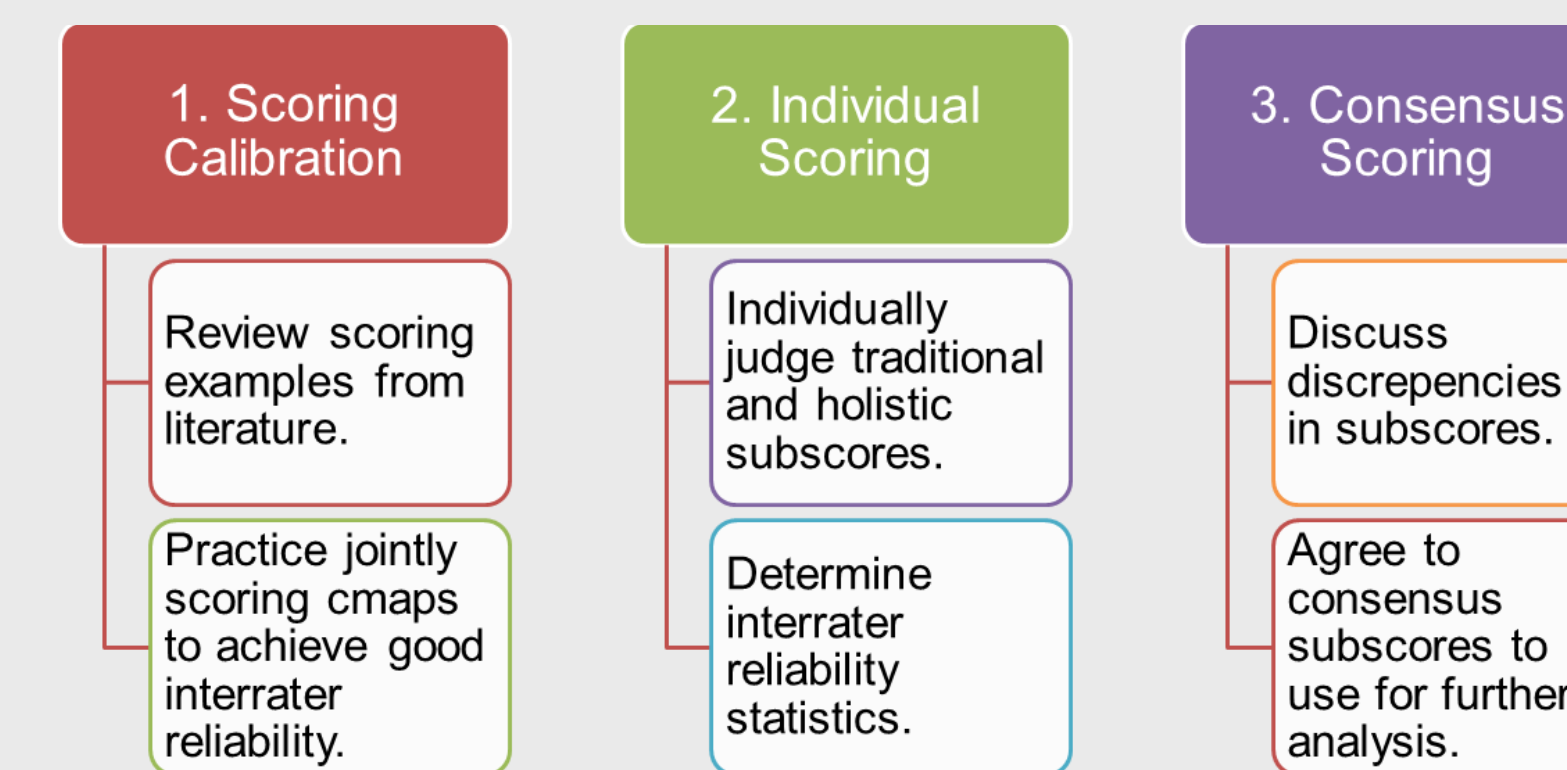 1. Scoring
Calibration
Review scoring
examples from
literature.
Practice jointly
scoring cmaps
to achieve good
interrater
reliability.
2. Individual
Scoring
Individually
judge traditional
and holistic
subscores.
Determine
interrater
reliability
statistics.
3. Consensus
Scoring
Discuss
discrepencies
in subscores.
Agree to
consensus
subscores to
use for further
analysis.